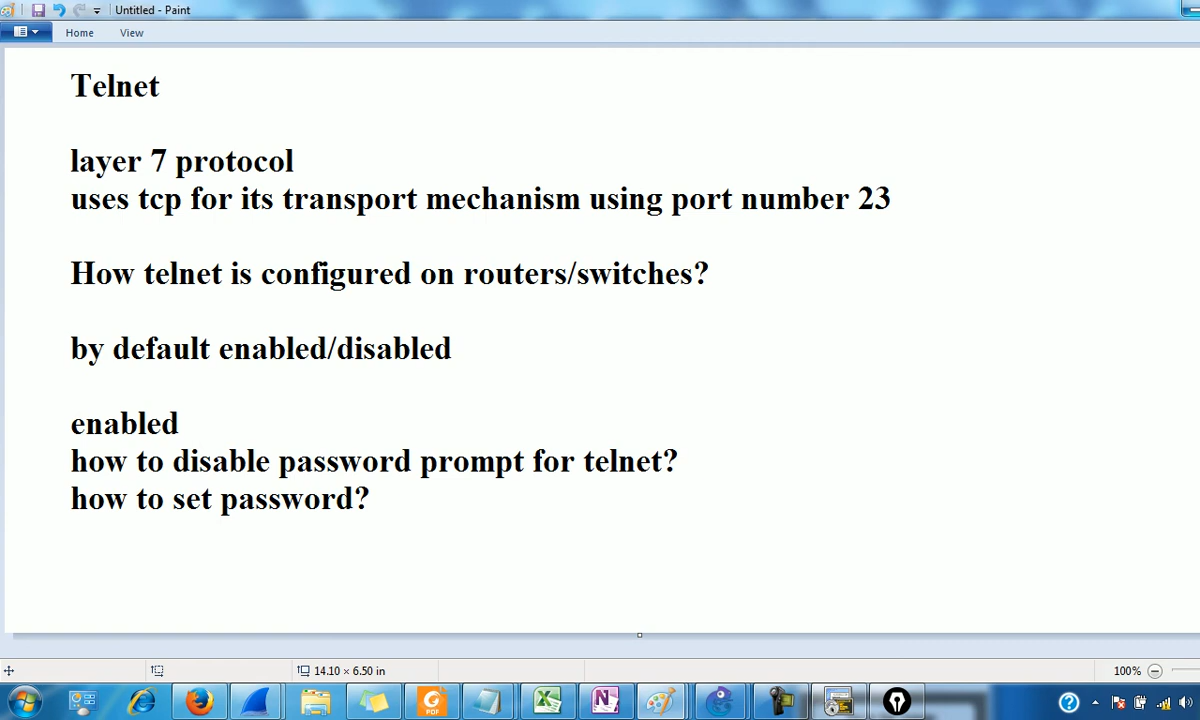 Untitled - Paint
Home View
Telnet
layer 7 protocol
uses tcp for its transport mechanism using port number 23
How telnet is configured on routers/switches?
by default enabled/disabled
enabled
how to disable password prompt for telnet?
how to set password?
14.10 × 6.50 in
100%
PDF